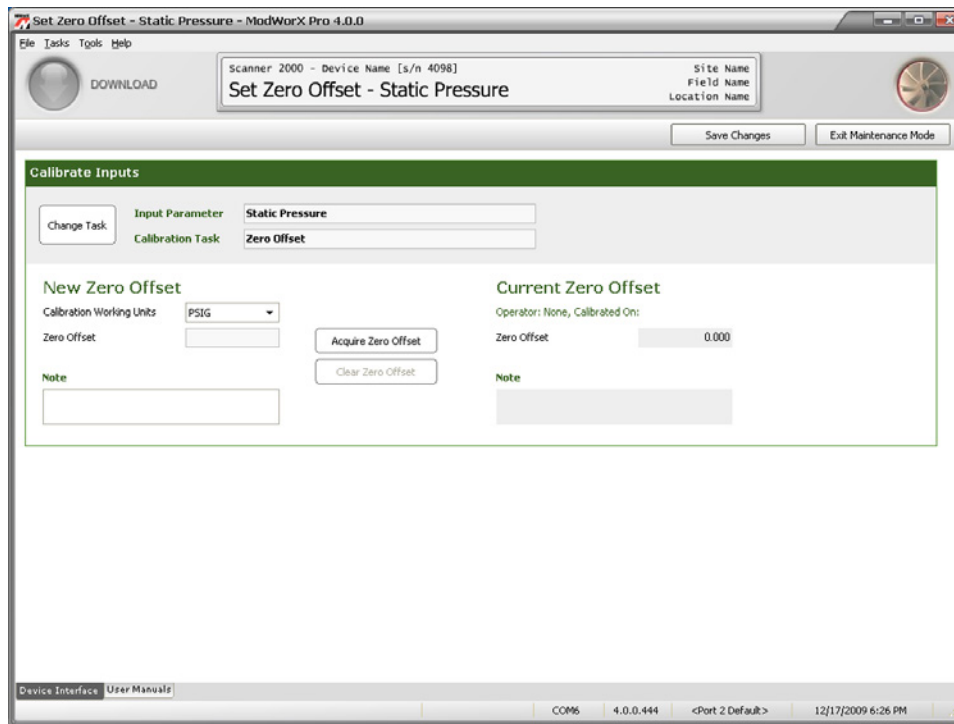 Set Zero Offset - Static Pressure - ModWorX Pro 4.0.0
File Tasks Tools Help
DOWNLOAD
Scanner 2000 - Device Name [s/n 4098]
Set Zero Offset - Static Pressure
Site Name
Field Name
Location Name
Save Changes
Exit Maintenance Mode
Calibrate Inputs
Change Task
Input Parameter Static Pressure
Calibration Task Zero Offset
New Zero Offset
Calibration Working Units PSIG
Zero Offset
Acquire Zero Offset
Clear Zero Offset
Note
Current Zero Offset
Operator: None, Calibrated On:
Zero Offset 0.000
Note
Device Interface User Manuals
COM6 4.0.0.444 <Port 2 Default> 12/17/2009 6:26 PM